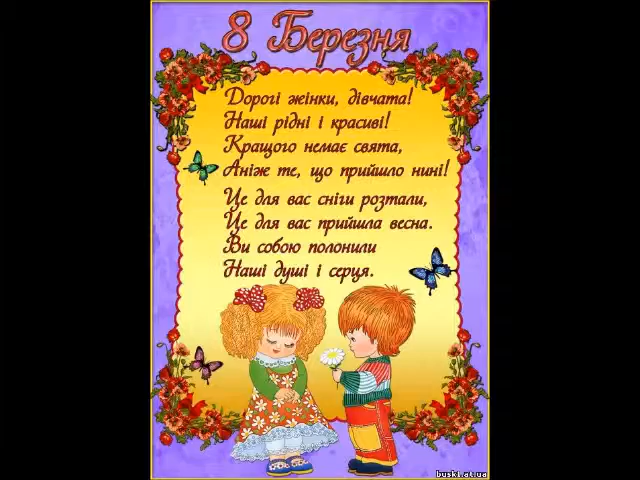 8 Березня
Дорогі жінки, дівчата!
Наші рідні і красиві!
Кращого немає свята,
Аніж те, що прийшло нині!
Це для вас сніги розтали,
Це для вас прийшла весна.
Ви собою полонили
Наші душі і серця.
buski.at.ua